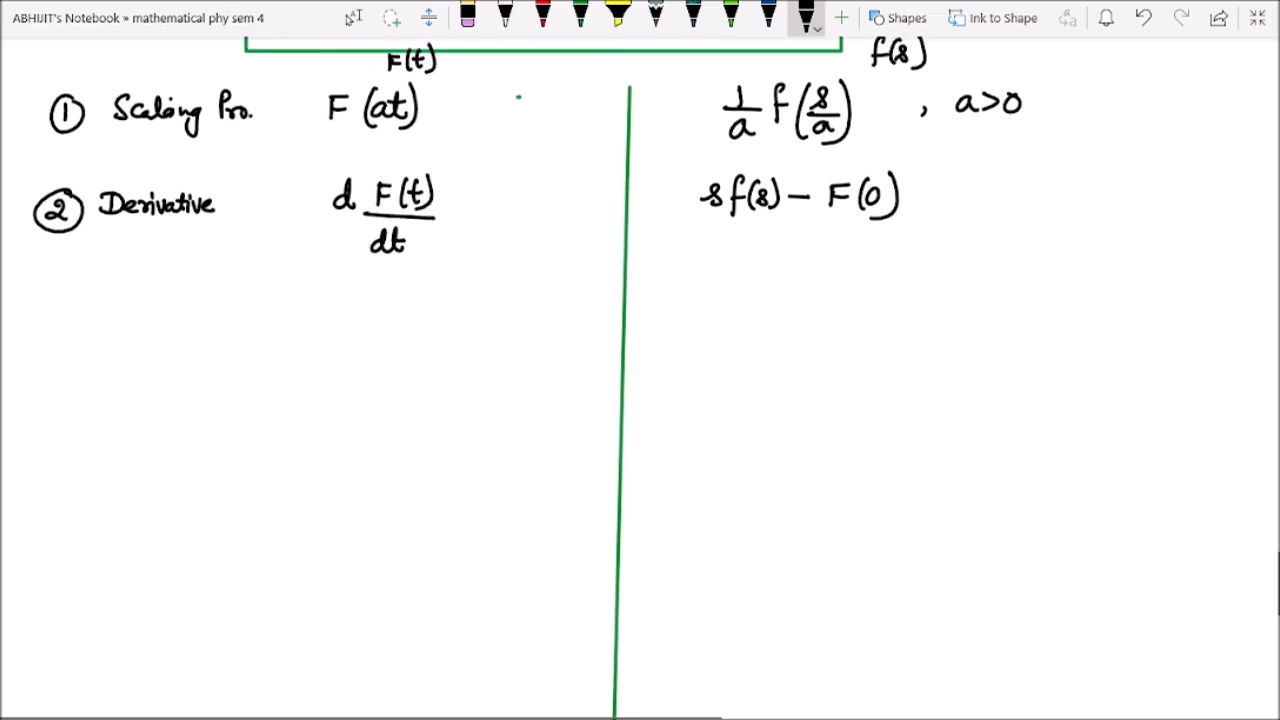 ABHIJIT's Notebook » mathematical phy sem 4
Shapes
Ink to Shape
F(t) f(s)
① Scaling Pro. F(at) 1/a f(s/a) , a>0
② Derivative d F(t)/dt sf(s) – F(0)